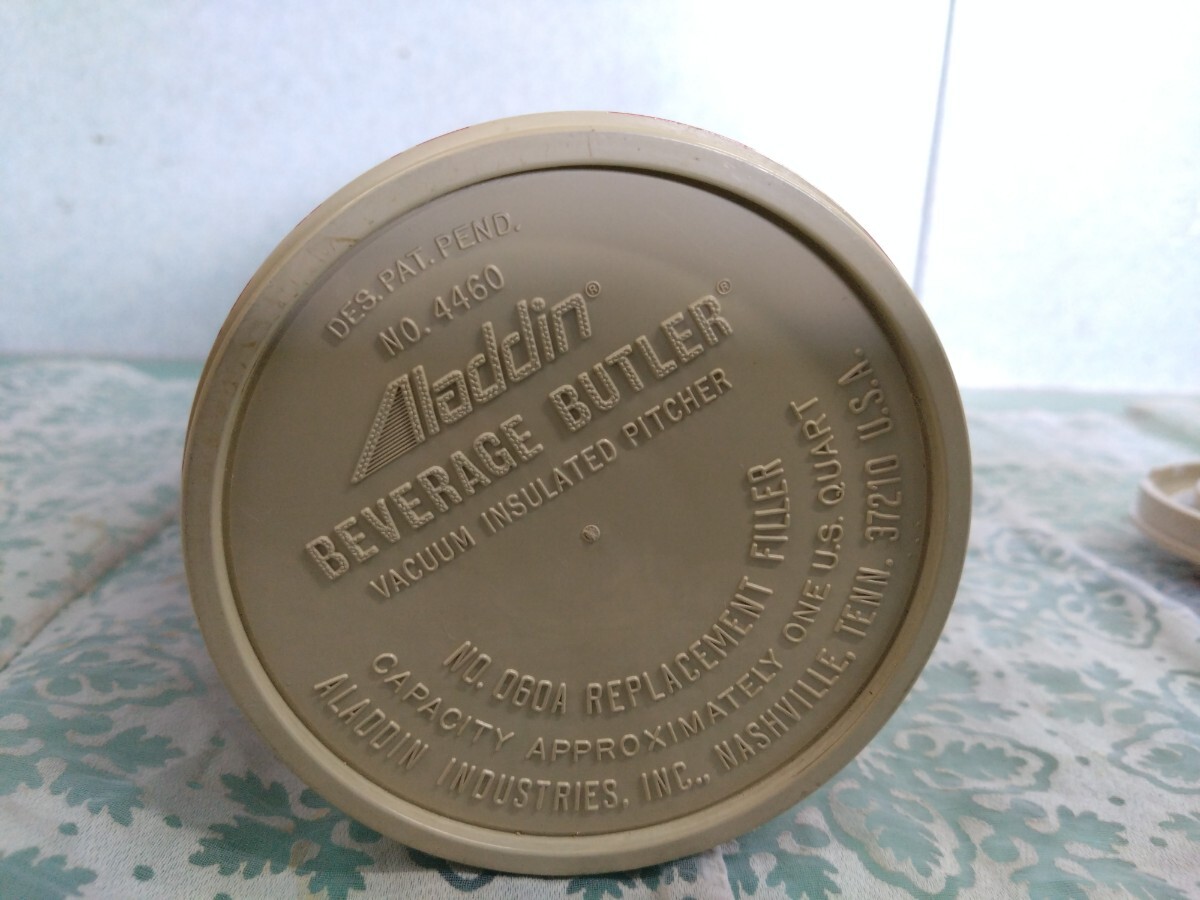 DES. PAT. PEND.
NO. 4460
Aladdin®
BEVERAGE BUTLER®
VACUUM INSULATED PITCHER
NO. 060A REPLACEMENT FILLER
CAPACITY APPROXIMATELY ONE U.S. QUART
ALADDIN INDUSTRIES, INC., NASHVILLE, TENN. 37210 U.S.A.